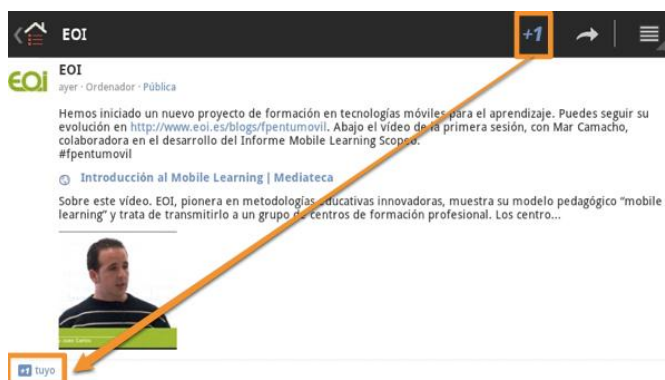 EOI
+1
EOI
EOI
ayer · Ordenador · Pública
Hemos iniciado un nuevo proyecto de formación en tecnologías móviles para el aprendizaje. Puedes seguir su
evolución en http://www.eoi.es/blogs/fpentumovil. Abajo el vídeo de la primera sesión, con Mar Camacho,
colaboradora en el desarrollo del Informe Mobile Learning Scopeo.
#fpentumovil
Introducción al Mobile Learning | Mediateca
Sobre este vídeo. EOI, pionera en metodologías educativas innovadoras, muestra su modelo pedagógico "mobile
learning" y trata de transmitirlo a un grupo de centros de formación profesional. Los centro...
+1 tuyo